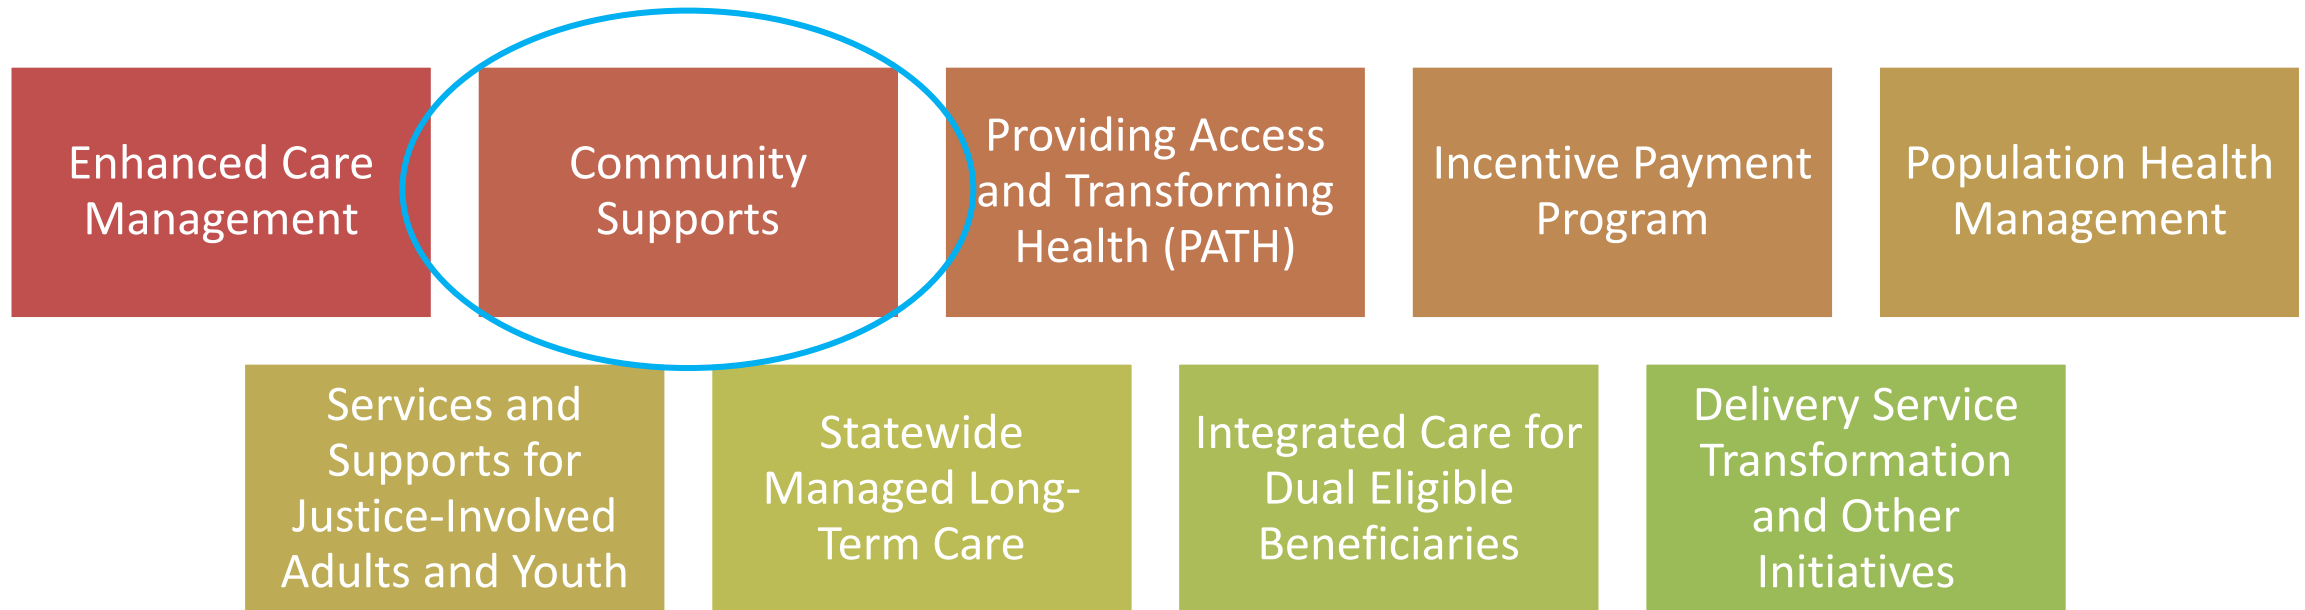 Enhanced Care
Management
Community
Supports
Providing Access
and Transforming
Health (PATH)
Incentive Payment
Program
Population Health
Management
Services and
Supports for
Justice-Involved
Adults and Youth
Statewide
Managed Long-
Term Care
Integrated Care for
Dual Eligible
Beneficiaries
Delivery Service
Transformation
and Other
Initiatives